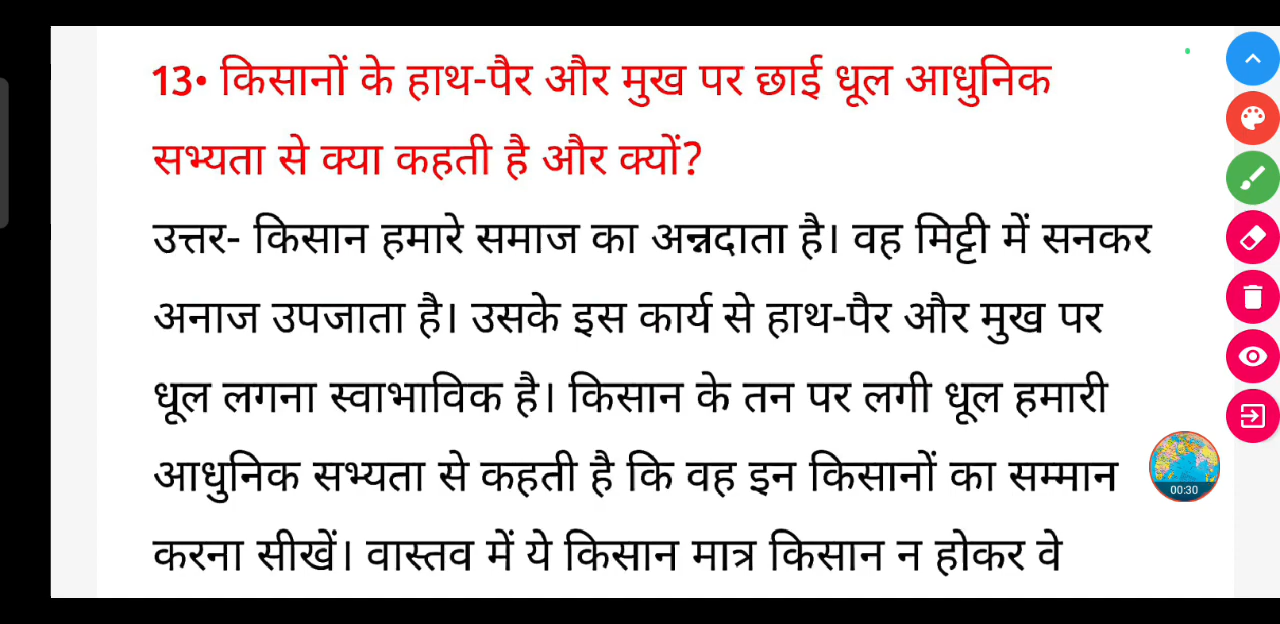 13• किसानों के हाथ-पैर और मुख पर छाई धूल आधुनिक
सभ्यता से क्या कहती है और क्यों?
उत्तर- किसान हमारे समाज का अन्नदाता है। वह मिट्टी में सनकर
अनाज उपजाता है। उसके इस कार्य से हाथ-पैर और मुख पर
धूल लगना स्वाभाविक है। किसान के तन पर लगी धूल हमारी
आधुनिक सभ्यता से कहती है कि वह इन किसानों का सम्मान
करना सीखें। वास्तव में ये किसान मात्र किसान न होकर वे
00:30